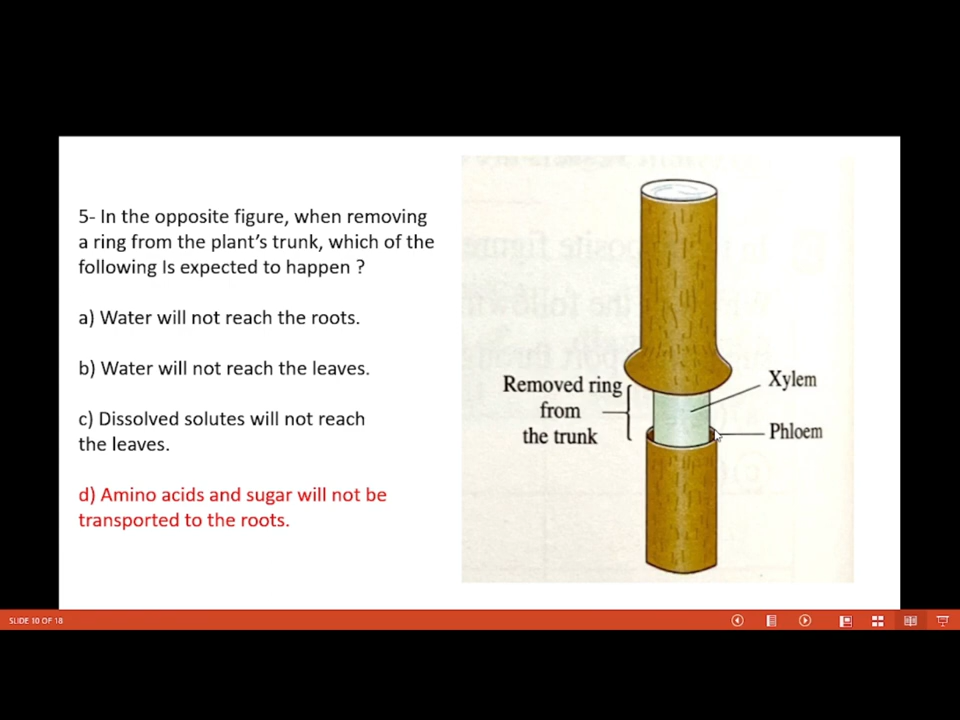 5- In the opposite figure, when removing
a ring from the plant's trunk, which of the
following Is expected to happen ?
a) Water will not reach the roots.
b) Water will not reach the leaves.
c) Dissolved solutes will not reach
the leaves.
d) Amino acids and sugar will not be
transported to the roots.
Removed ring
from
the trunk
Xylem
Phloem
SLIDE 10 OF 18